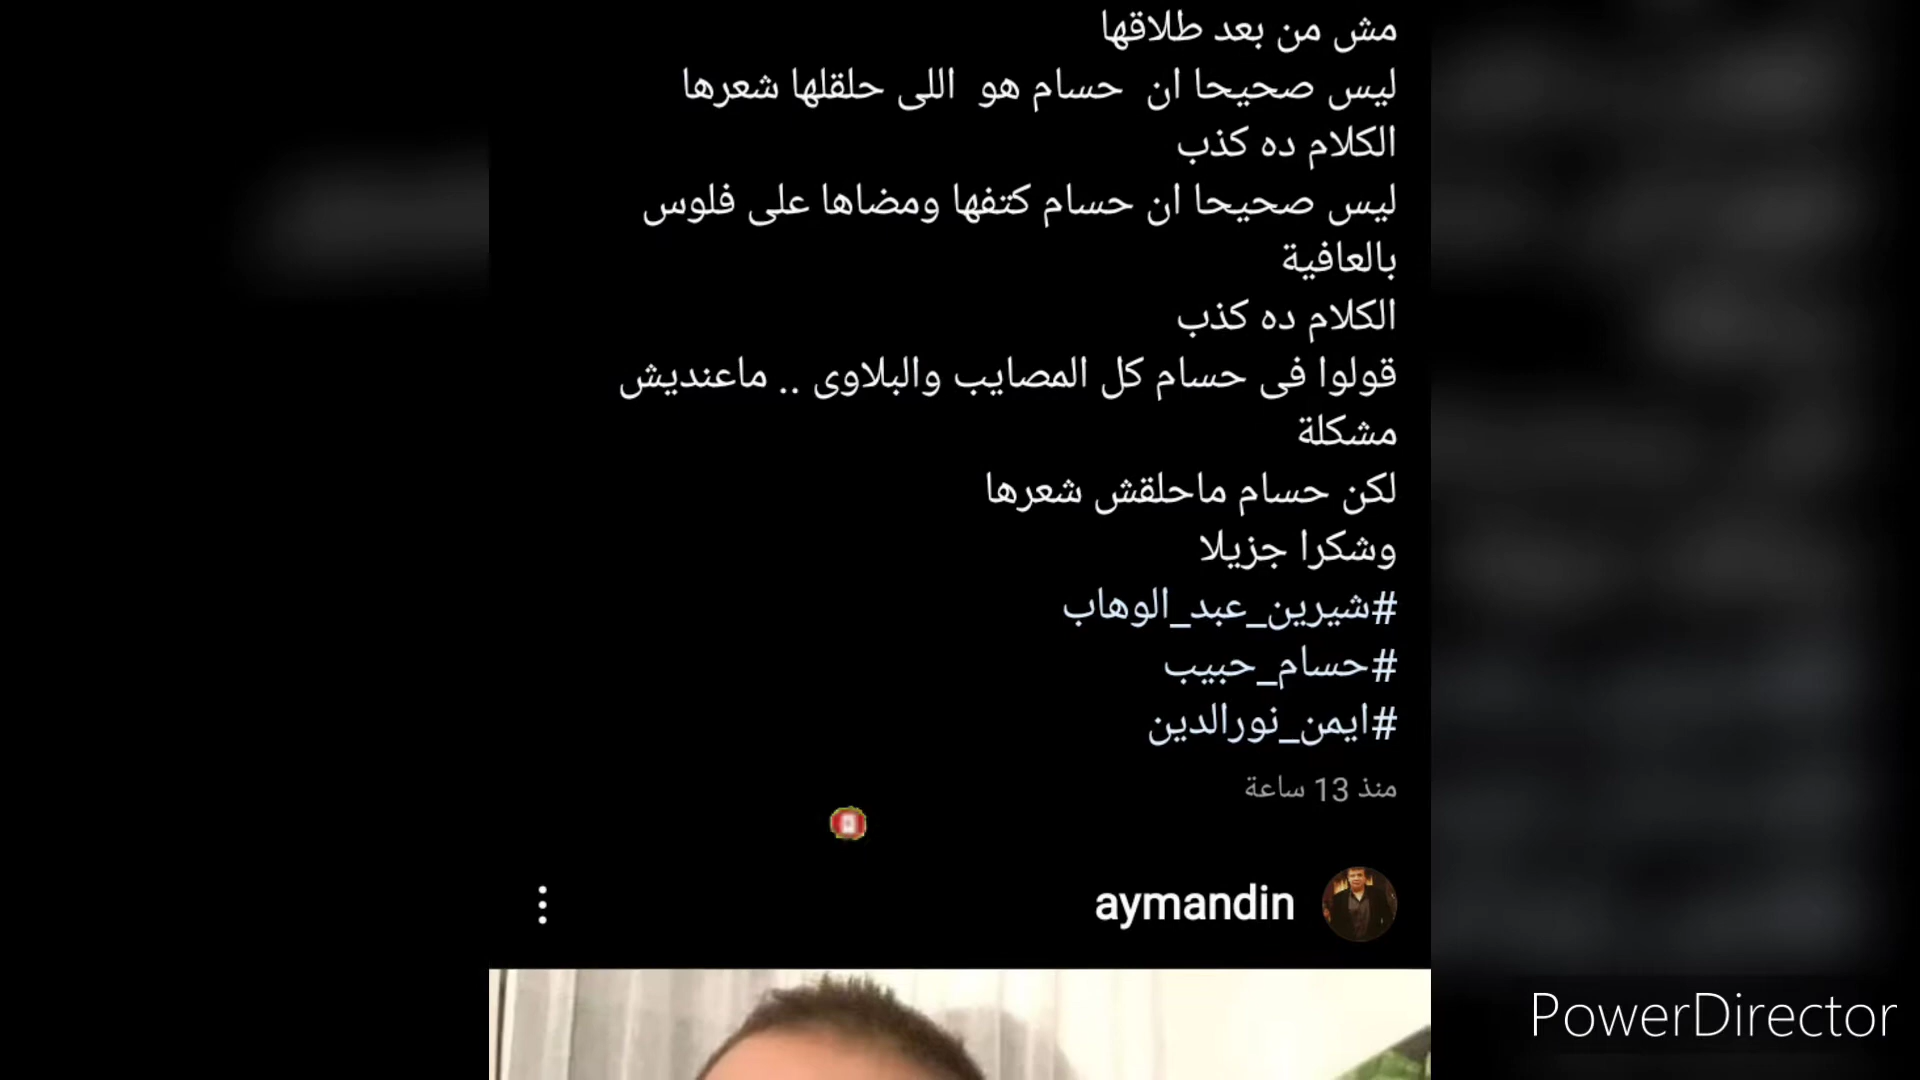 مش من بعد طلاقها
ليس صحيحا ان حسام هو اللى حلقلها شعرها
الكلام ده كذب
ليس صحيحا ان حسام كتفها ومضاها على فلوس
بالعافية
الكلام ده كذب
قولوا فى حسام كل المصايب والبلاوى .. ماعنديش
مشكلة
لكن حسام ماحلقش شعرها
وشكرا جزيلا
#شيرين_عبد_الوهاب
#حسام_حبيب
#ايمن_نورالدين
منذ 13 ساعة
aymandin
PowerDirector